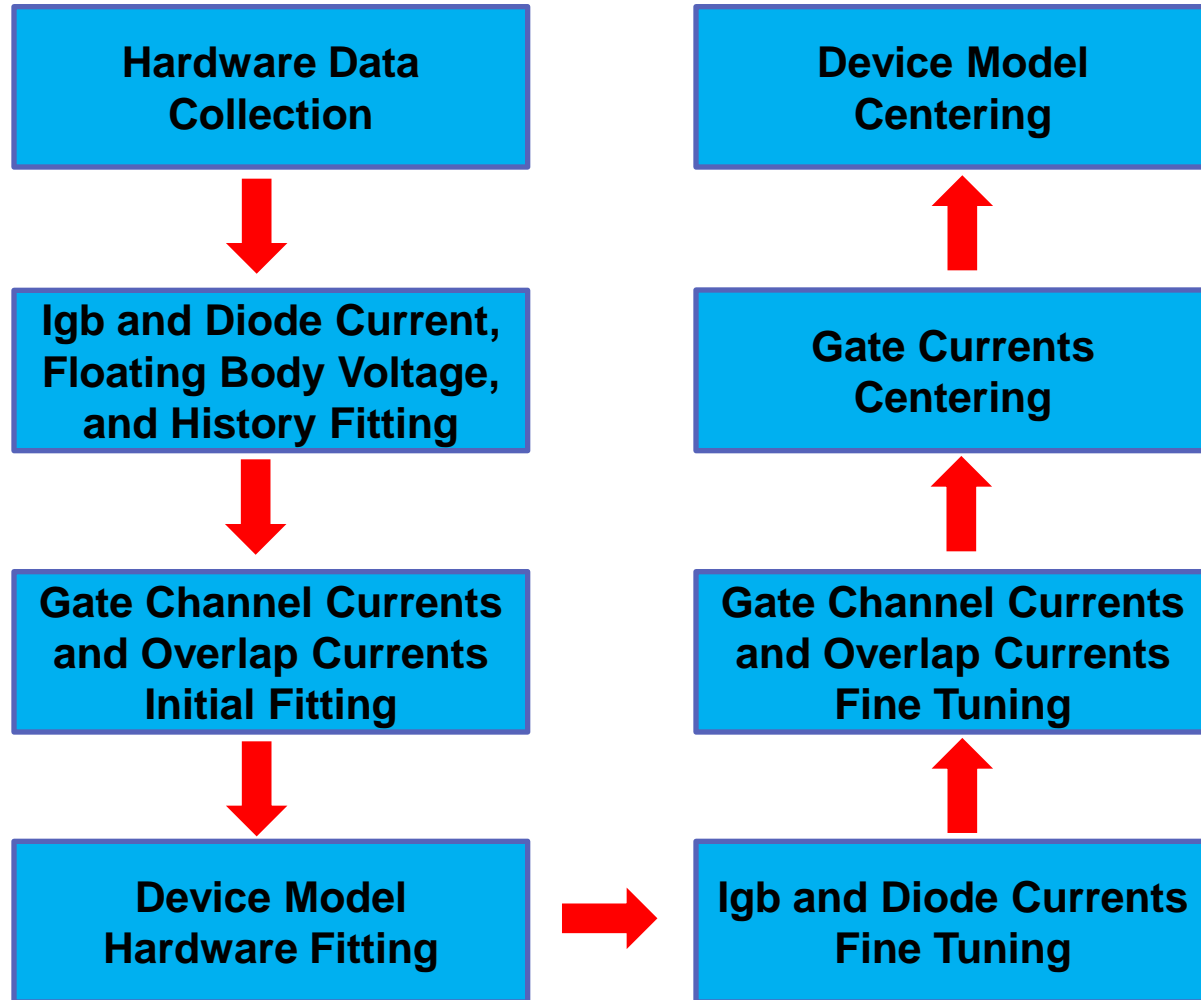 Hardware Data
Collection
Igb and Diode Current,
Floating Body Voltage,
and History Fitting
Gate Channel Currents
and Overlap Currents
Initial Fitting
Device Model
Hardware Fitting
Igb and Diode Currents
Fine Tuning
Gate Channel Currents
and Overlap Currents
Fine Tuning
Gate Currents
Centering
Device Model
Centering